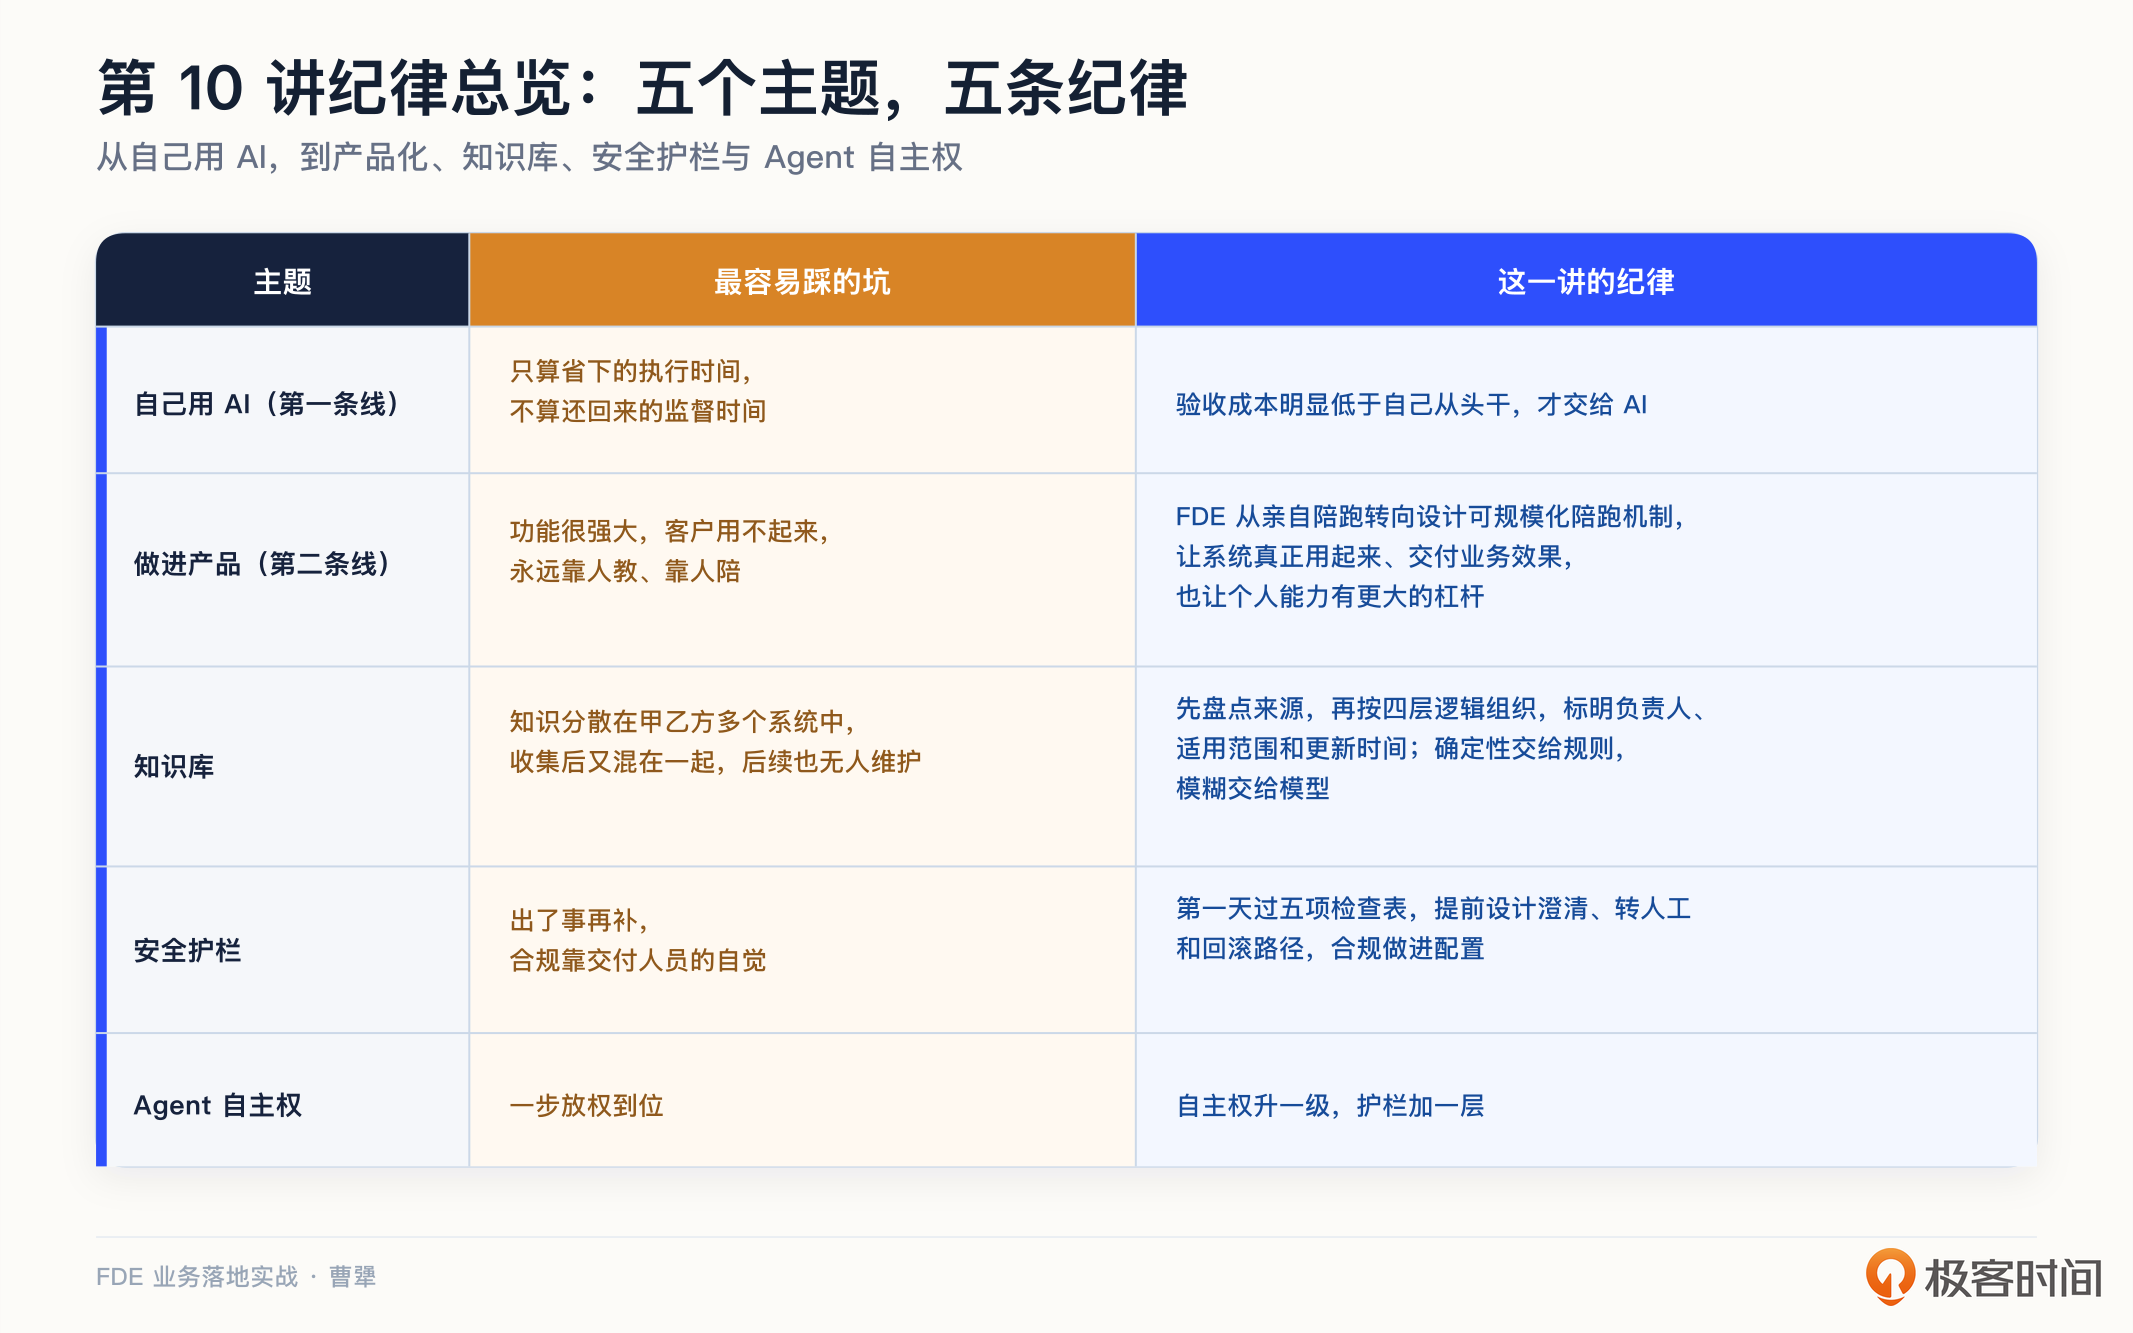 第 10 讲纪律总览：五个主题，五条纪律
从自己用 AI，到产品化、知识库、安全护栏与 Agent 自主权
主题
最容易踩的坑
这一讲的纪律
自己用 AI（第一条线）
只算省下的执行时间，
不算还回来的监督时间
验收成本明显低于自己从头干，才交给 AI
做进产品（第二条线）
功能很强大，客户用不起来，
永远靠人教、靠人陪
FDE 从亲自陪跑转向设计可规模化陪跑机制，
让系统真正用起来、交付业务效果，
也让个人能力有更大的杠杆
知识库
知识分散在甲乙方多个系统中，
收集后又混在一起，后续也无人维护
先盘点来源，再按四层逻辑组织，标明负责人、
适用范围和更新时间；确定性交给规则，
模糊交给模型
安全护栏
出了事再补，
合规靠交付人员的自觉
第一天过五项检查表，提前设计澄清、转人工
和回滚路径，合规做进配置
Agent 自主权
一步放权到位
自主权升一级，护栏加一层
FDE 业务落地实战 · 曹犟
极客时间